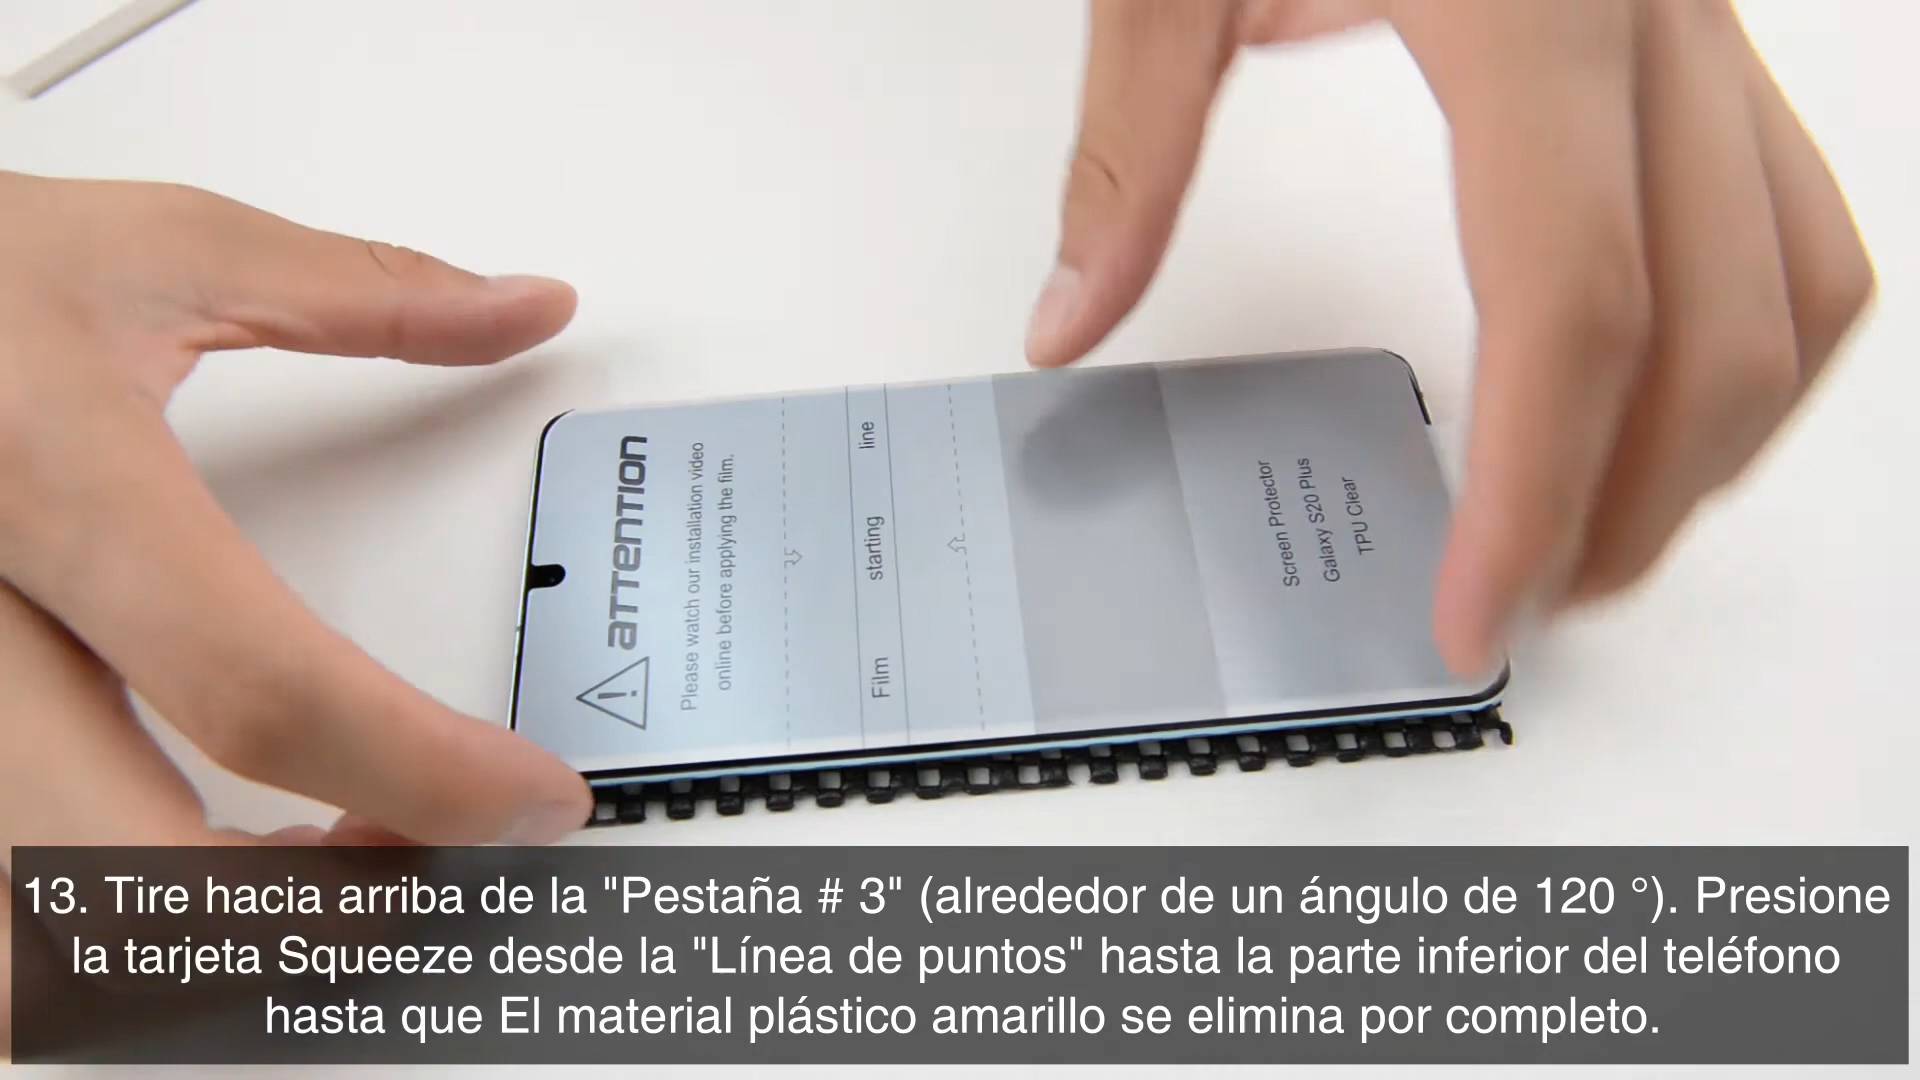 ATTENTION
Please watch our installation video
online before applying the film.
Film starting line
Screen Protector
Galaxy S20 Plus
TPU Clear
13. Tire hacia arriba de la "Pestaña # 3" (alrededor de un ángulo de 120 °). Presione
la tarjeta Squeeze desde la "Línea de puntos" hasta la parte inferior del teléfono
hasta que El material plástico amarillo se elimina por completo.